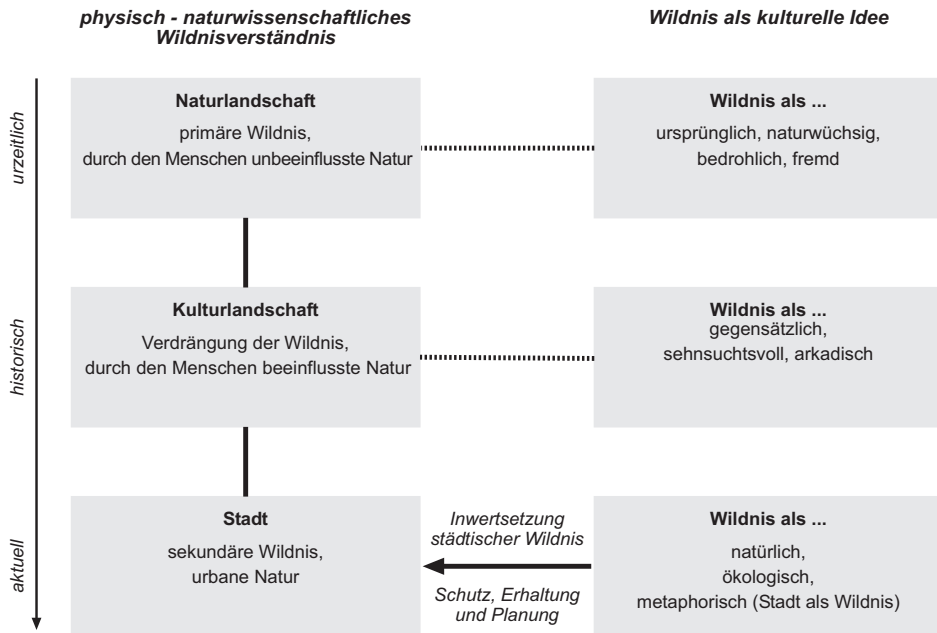 physisch - naturwissenschaftliches
Wildnisverständnis
Wildnis als kulturelle Idee
urzeitlich
Naturlandschaft
primäre Wildnis,
durch den Menschen unbeeinflusste Natur
Wildnis als ...
ursprünglich, naturwüchsig,
bedrohlich, fremd
historisch
Kulturlandschaft
Verdrängung der Wildnis,
durch den Menschen beeinflusste Natur
Wildnis als ...
gegensätzlich,
sehnsuchtsvoll, arkadisch
aktuell
Stadt
sekundäre Wildnis,
urbane Natur
Inwertsetzung
städtischer Wildnis
Schutz, Erhaltung
und Planung
Wildnis als ...
natürlich,
ökologisch,
metaphorisch (Stadt als Wildnis)